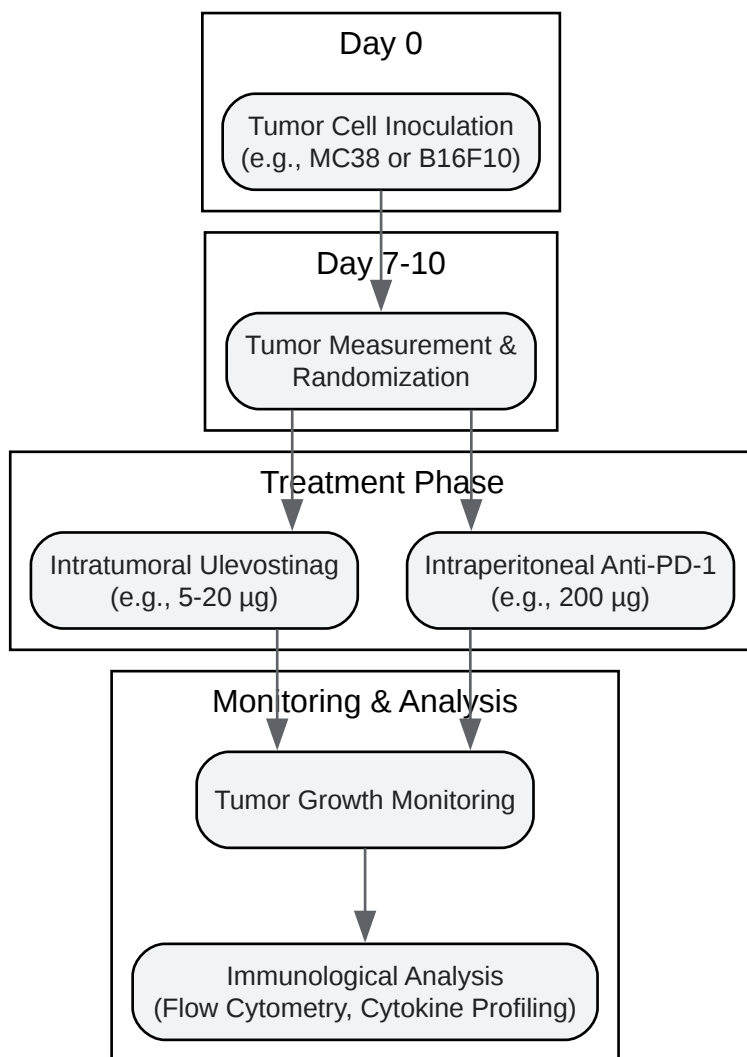 Day 0
Tumor Cell Inoculation
(e.g., MC38 or B16F10)
Day 7-10
Tumor Measurement &
Randomization
Treatment Phase
Intratumoral Ulevostinag
(e.g., 5-20 µg)
Intraperitoneal Anti-PD-1
(e.g., 200 µg)
Monitoring & Analysis
Tumor Growth Monitoring
Immunological Analysis
(Flow Cytometry, Cytokine Profiling)